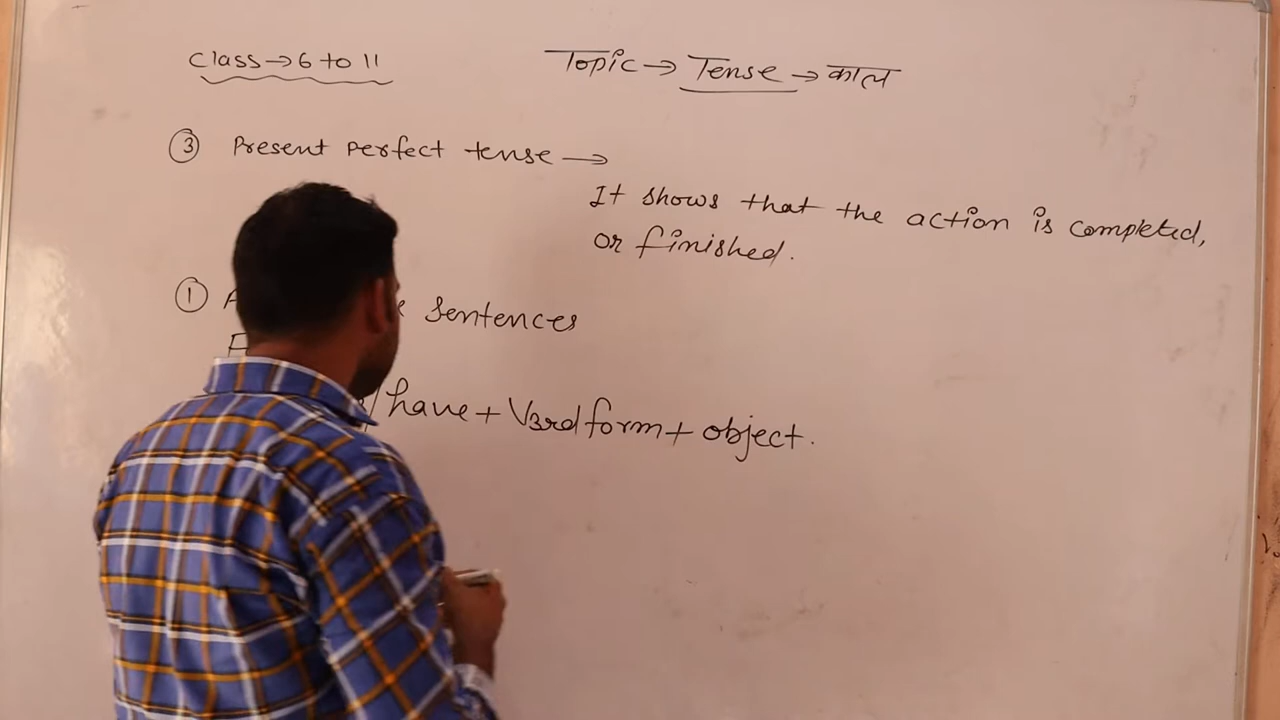 Class → 6 to 11
Topic → Tense → काल
③ Present perfect tense →
It shows that the action is completed,
or finished.
① Sentences
/have + V3rd form + object.